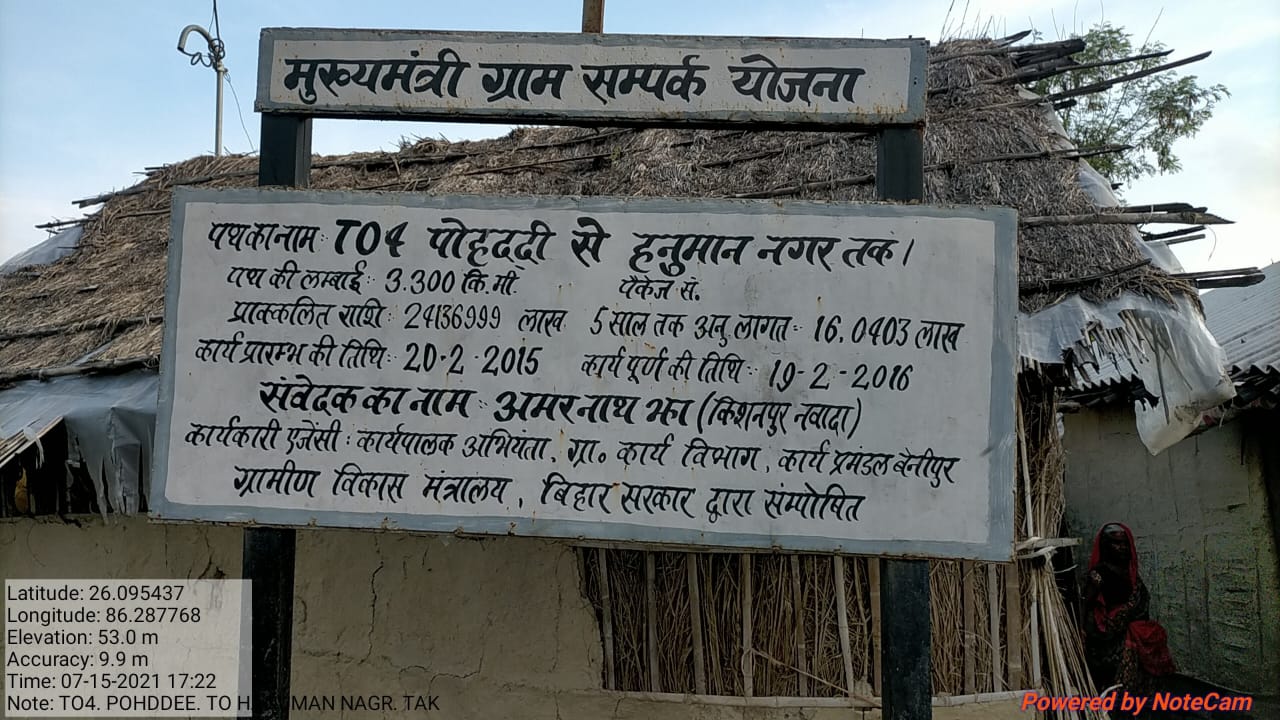 मुख्यमंत्री ग्राम सम्पर्क योजना
पथ का नाम : T04 पोहद्दी से हनुमान नगर तक।
पथ की लम्बाई : 3.300 कि.मी. पैकेज सं.
प्राक्कलित राशि : 24136999 लाख 5 साल तक अनु लागत :- 16.0403 लाख
कार्य प्रारम्भ की तिथि :- 20-2-2015 कार्य पूर्ण की तिथि :- 19-2-2016
संवेदक का नाम : अमरनाथ झा (किशनपुर नवादा)
कार्यकारी एजेंसी : कार्यपालक अभियंता, ग्रा० कार्य विभाग, कार्य प्रमंडल बेनीपुर
ग्रामीण विकास मंत्रालय, बिहार सरकार द्वारा संम्पोषित
Latitude: 26.095437
Longitude: 86.287768
Elevation: 53.0 m
Accuracy: 9.9 m
Time: 07-15-2021 17:22
Note: TO4. POHDDEE. TO NAGR. TAK
Powered by NoteCam